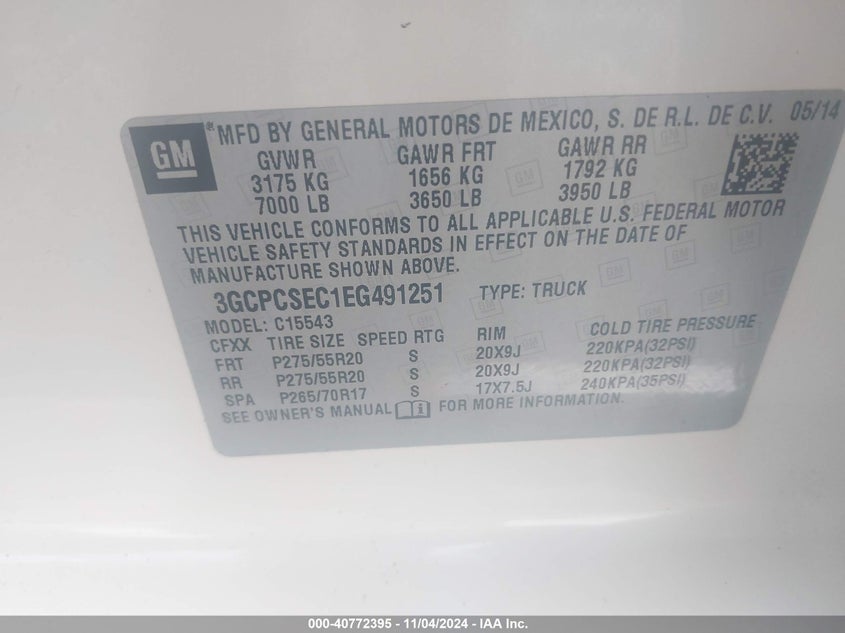 GM
MFD BY GENERAL MOTORS DE MEXICO, S. DE R.L. DE C.V. 05/14
GVWR GAWR FRT GAWR RR
3175 KG 1656 KG 1792 KG
7000 LB 3650 LB 3950 LB
THIS VEHICLE CONFORMS TO ALL APPLICABLE U.S. FEDERAL MOTOR
VEHICLE SAFETY STANDARDS IN EFFECT ON THE DATE OF
MANUFACTURE SHOWN ABOVE.
3GCPCSEC1EG491251 TYPE: TRUCK
MODEL: C15543
CFXX TIRE SIZE SPEED RTG RIM COLD TIRE PRESSURE
FRT P275/55R20 S 20X9J 220KPA(32PSI)
RR P275/55R20 S 20X9J 220KPA(32PSI)
SPA P265/70R17 S 17X7.5J 240KPA(35PSI)
SEE OWNER'S MANUAL FOR MORE INFORMATION.
000-40772395 - 11/04/2024 - IAA Inc.